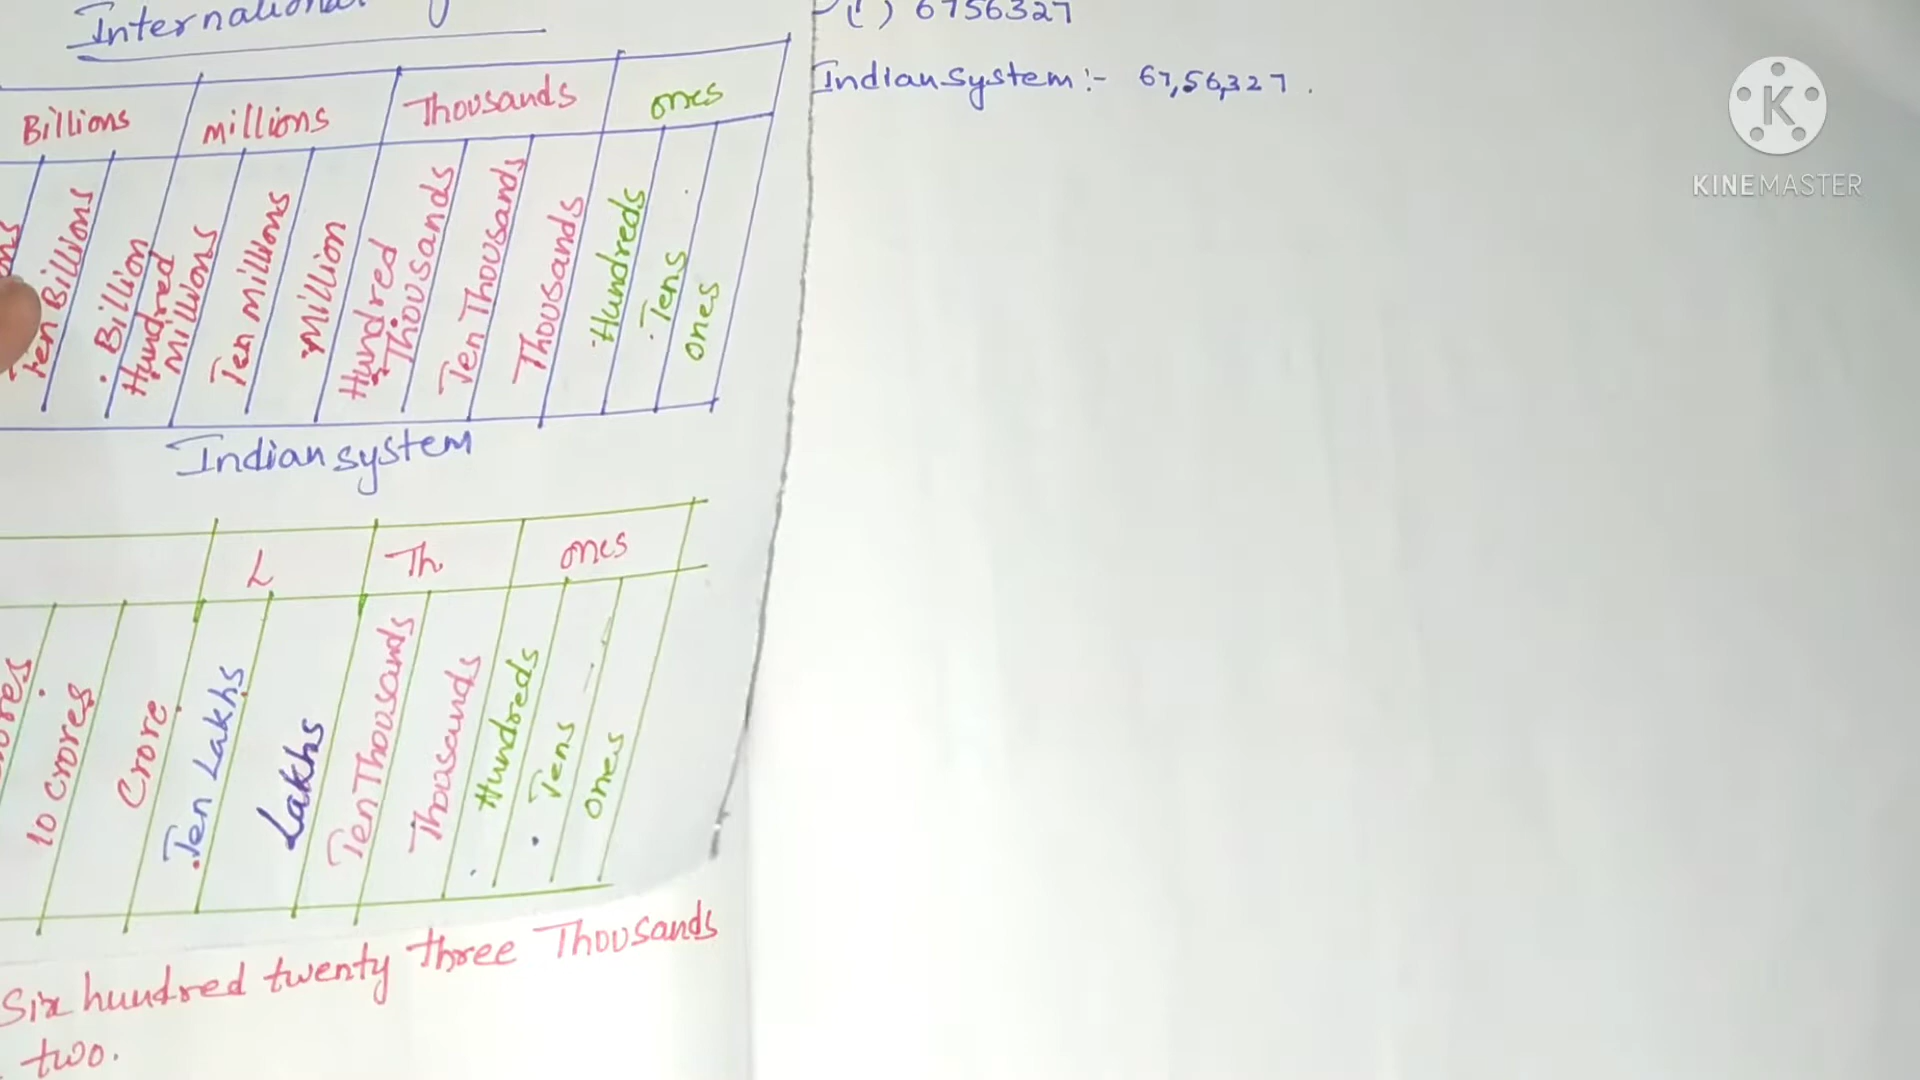 International
Billions millions Thousands ones
Ten Billions
Billion
Hundred Millions
Ten Millions
Million
Hundred Thousands
Ten Thousands
Thousands
Hundreds
Tens
ones
Indian system
L Th ones
10 crores
Crore
Ten Lakhs
Lakhs
Ten Thousands
Thousands
Hundreds
Tens
ones
Six hundred twenty three Thousands
two.
6756327
Indian System :- 67,56,327 .
K
KINEMASTER